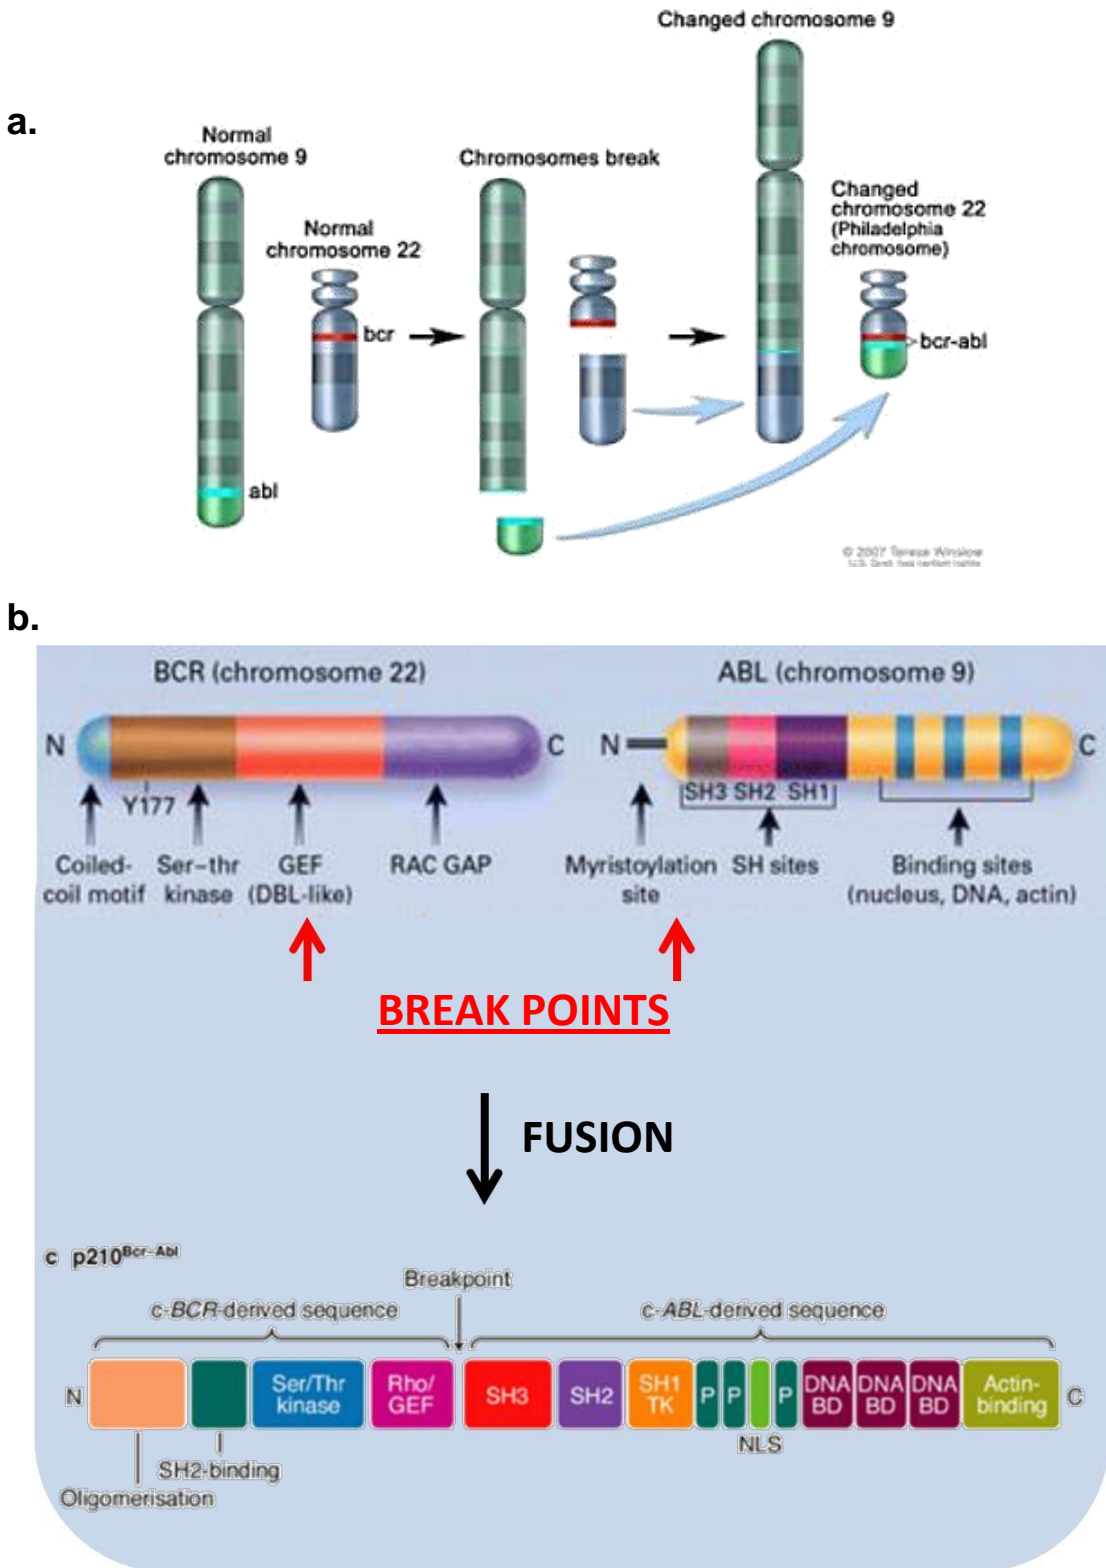 a.
Changed chromosome 9
Normal
chromosome 9
Normal
chromosome 22
bcr
abl
Chromosomes break
Changed
chromosome 22
(Philadelphia
chromosome)
bcr-abl
© 2007 Terese Winslow
b.
BCR (chromosome 22)
ABL (chromosome 9)
N
C
N
C
Y177
SH3 SH2 SH1
Coiled-
coil motif
Ser–thr
kinase
GEF
(DBL-like)
RAC GAP
Myristoylation
site
SH sites
Binding sites
(nucleus, DNA, actin)
BREAK POINTS
FUSION
c p210Bcr–Abl
Breakpoint
c-BCR-derived sequence
c-ABL-derived sequence
N
Ser/Thr
kinase
Rho/
GEF
SH3
SH2
SH1
TK
P
P
P
DNA
BD
DNA
BD
DNA
BD
Actin-
binding
C
NLS
SH2-binding
Oligomerisation